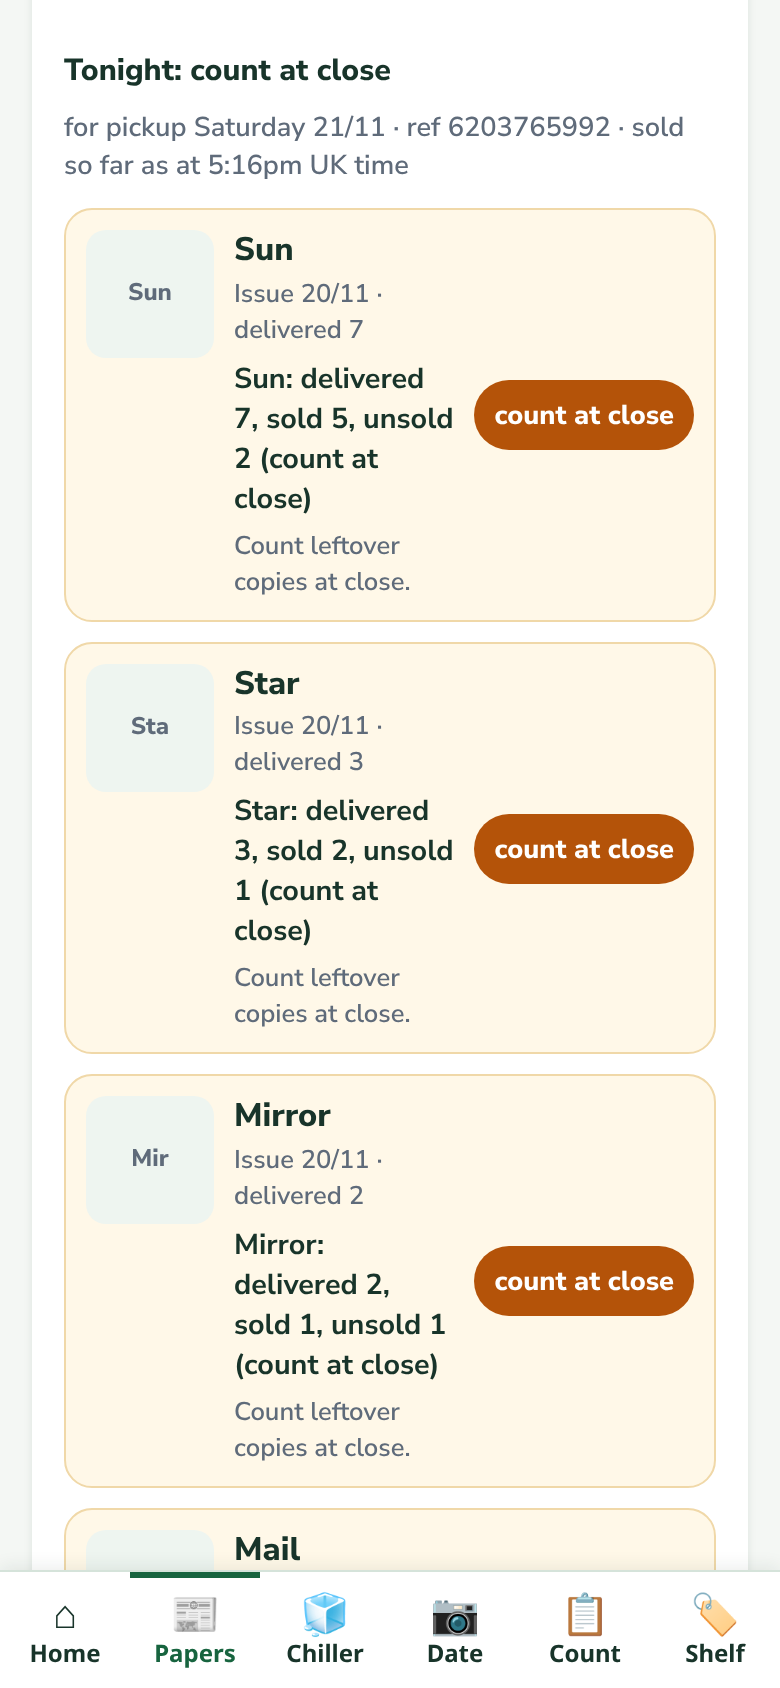 Tonight: count at close
for pickup Saturday 21/11 · ref 6203765992 · sold
so far as at 5:16pm UK time
Sun
Sun
Issue 20/11 ·
delivered 7
Sun: delivered
7, sold 5, unsold
2 (count at
close)
count at close
Count leftover
copies at close.
Sta
Star
Issue 20/11 ·
delivered 3
Star: delivered
3, sold 2, unsold
1 (count at
close)
count at close
Count leftover
copies at close.
Mir
Mirror
Issue 20/11 ·
delivered 2
Mirror:
delivered 2,
sold 1, unsold 1
(count at close)
count at close
Count leftover
copies at close.
Mail
Home
Papers
Chiller
Date
Count
Shelf